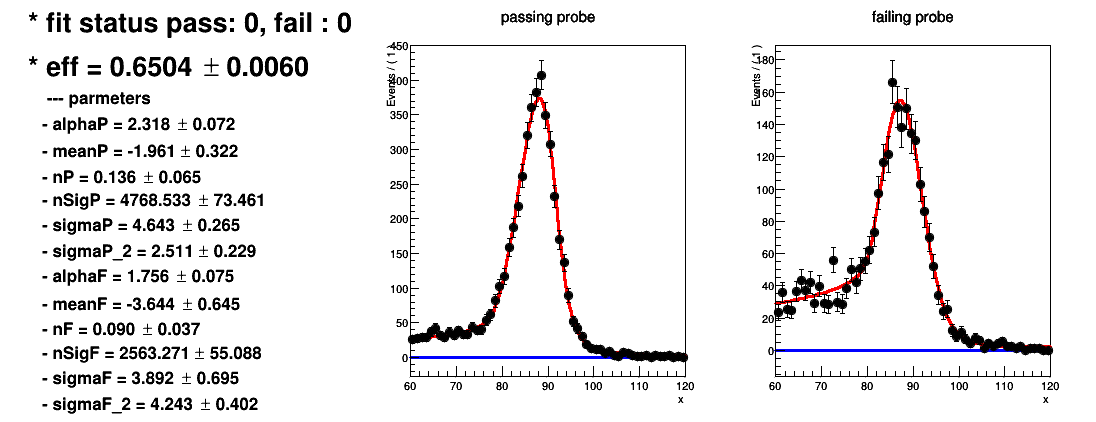 * fit status pass: 0, fail : 0
* eff = 0.6504 ± 0.0060
--- parmeters
- alphaP = 2.318 ± 0.072
- meanP = -1.961 ± 0.322
- nP = 0.136 ± 0.065
- nSigP = 4768.533 ± 73.461
- sigmaP = 4.643 ± 0.265
- sigmaP_2 = 2.511 ± 0.229
- alphaF = 1.756 ± 0.075
- meanF = -3.644 ± 0.645
- nF = 0.090 ± 0.037
- nSigF = 2563.271 ± 55.088
- sigmaF = 3.892 ± 0.695
- sigmaF_2 = 4.243 ± 0.402
passing probe
Events / ( 1 )
450
400
350
300
250
200
150
100
50
0
60 70 80 90 100 110 120
x
failing probe
Events / ( 1 )
180
160
140
120
100
80
60
40
20
0
60 70 80 90 100 110 120
x